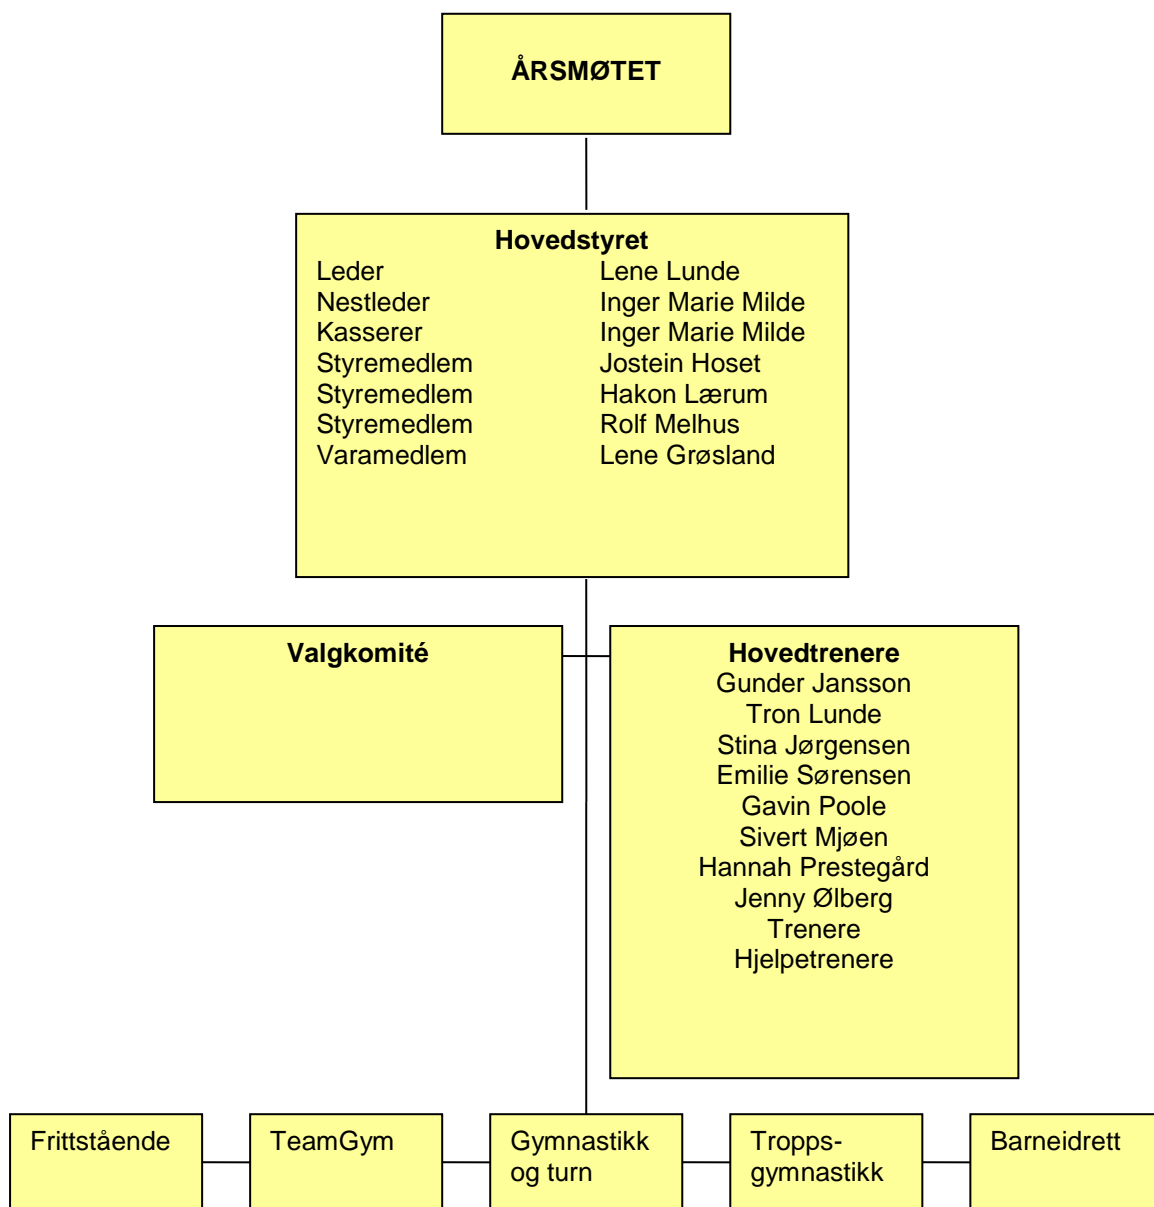 ÅRSMØTET
Hovedstyret
Leder Lene Lunde
Nestleder Inger Marie Milde
Kasserer Inger Marie Milde
Styremedlem Jostein Hoset
Styremedlem Hakon Lærum
Styremedlem Rolf Melhus
Varamedlem Lene Grøsland
Valgkomité
Hovedtrenere
Gunder Jansson
Tron Lunde
Stina Jørgensen
Emilie Sørensen
Gavin Poole
Sivert Mjøen
Hannah Prestegård
Jenny Ølberg
Trenere
Hjelpetrenere
Frittstående
TeamGym
Gymnastikk
og turn
Tropps-
gymnastikk
Barneidrett